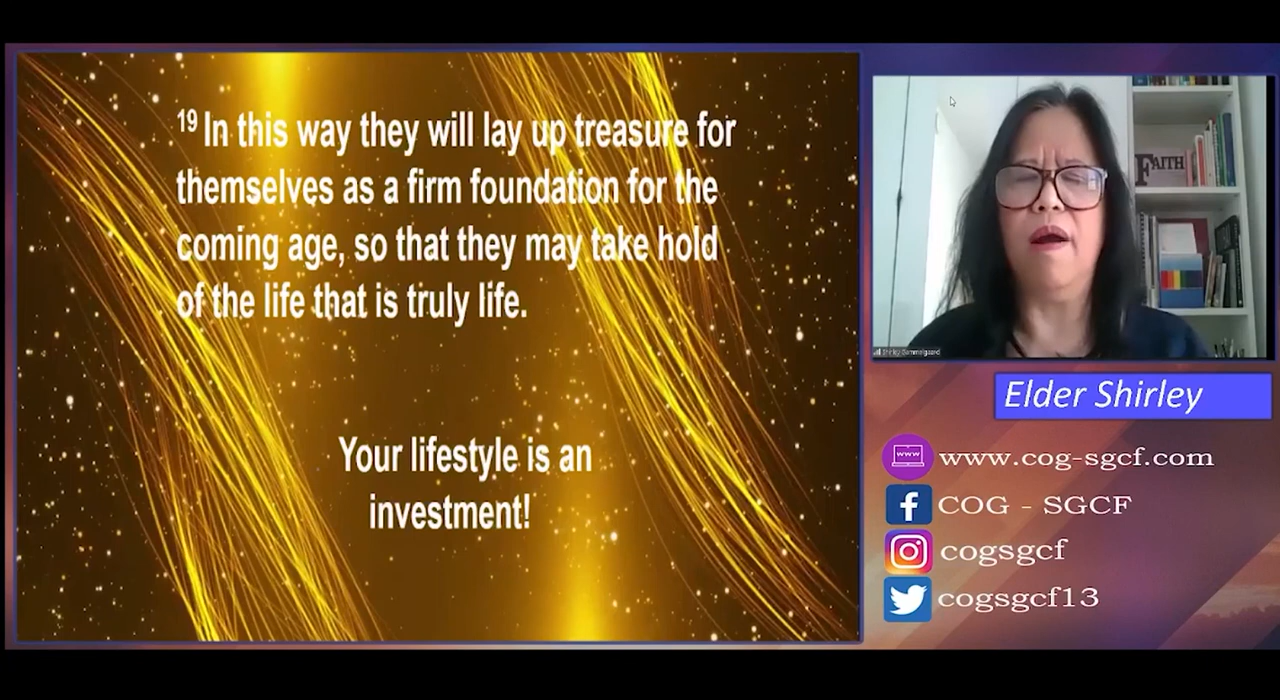 19 In this way they will lay up treasure for
themselves as a firm foundation for the
coming age, so that they may take hold
of the life that is truly life.
Your lifestyle is an
investment!
FAITH
Elder Shirley
www
www.cog-sgcf.com
COG - SGCF
cogsgcf
cogsgcf13